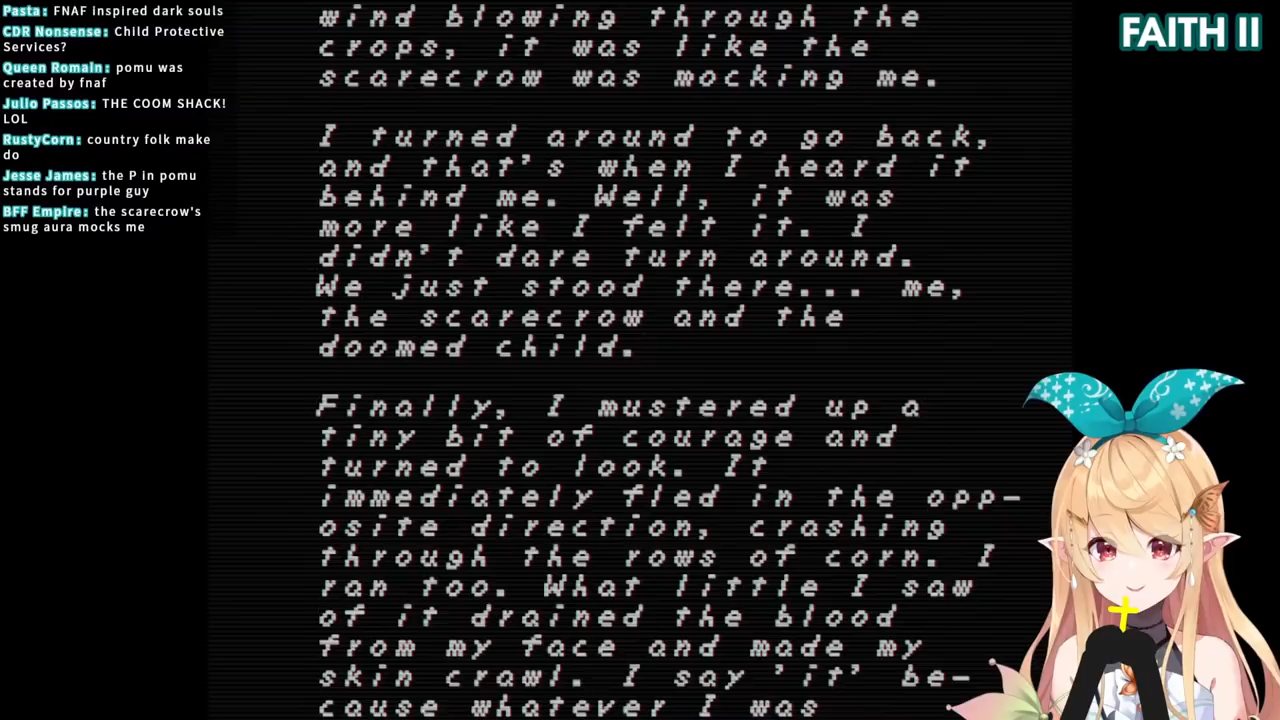 Pasta: FNAF inspired dark souls
CDR Nonsense: Child Protective
Services?
Queen Romain: pomu was
created by fnaf
Julio Passos: THE COOM SHACK!
LOL
RustyCorn: country folk make
do
Jesse James: the P in pomu
stands for purple guy
BFF Empire: the scarecrow's
smug aura mocks me
wind blowing through the
crops, it was like the
scarecrow was mocking me.
I turned around to go back,
and that's when I heard it
behind me. Well, it was
more like I felt it. I
didn't dare turn around.
We just stood there... me,
the scarecrow and the
doomed child.
Finally, I mustered up a
tiny bit of courage and
turned to look. It
immediately fled in the opp-
osite direction, crashing
through the rows of corn. I
ran too. What little I saw
of it drained the blood
from my face and made my
skin crawl. I say 'it' be-
cause whatever I was
FAITH II